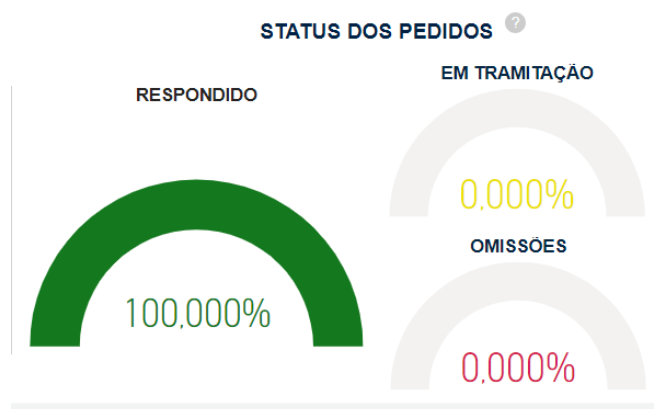 STATUS DOS PEDIDOS ?
RESPONDIDO
100,000%
EM TRAMITAÇÃO
0,000%
OMISSÕES
0,000%